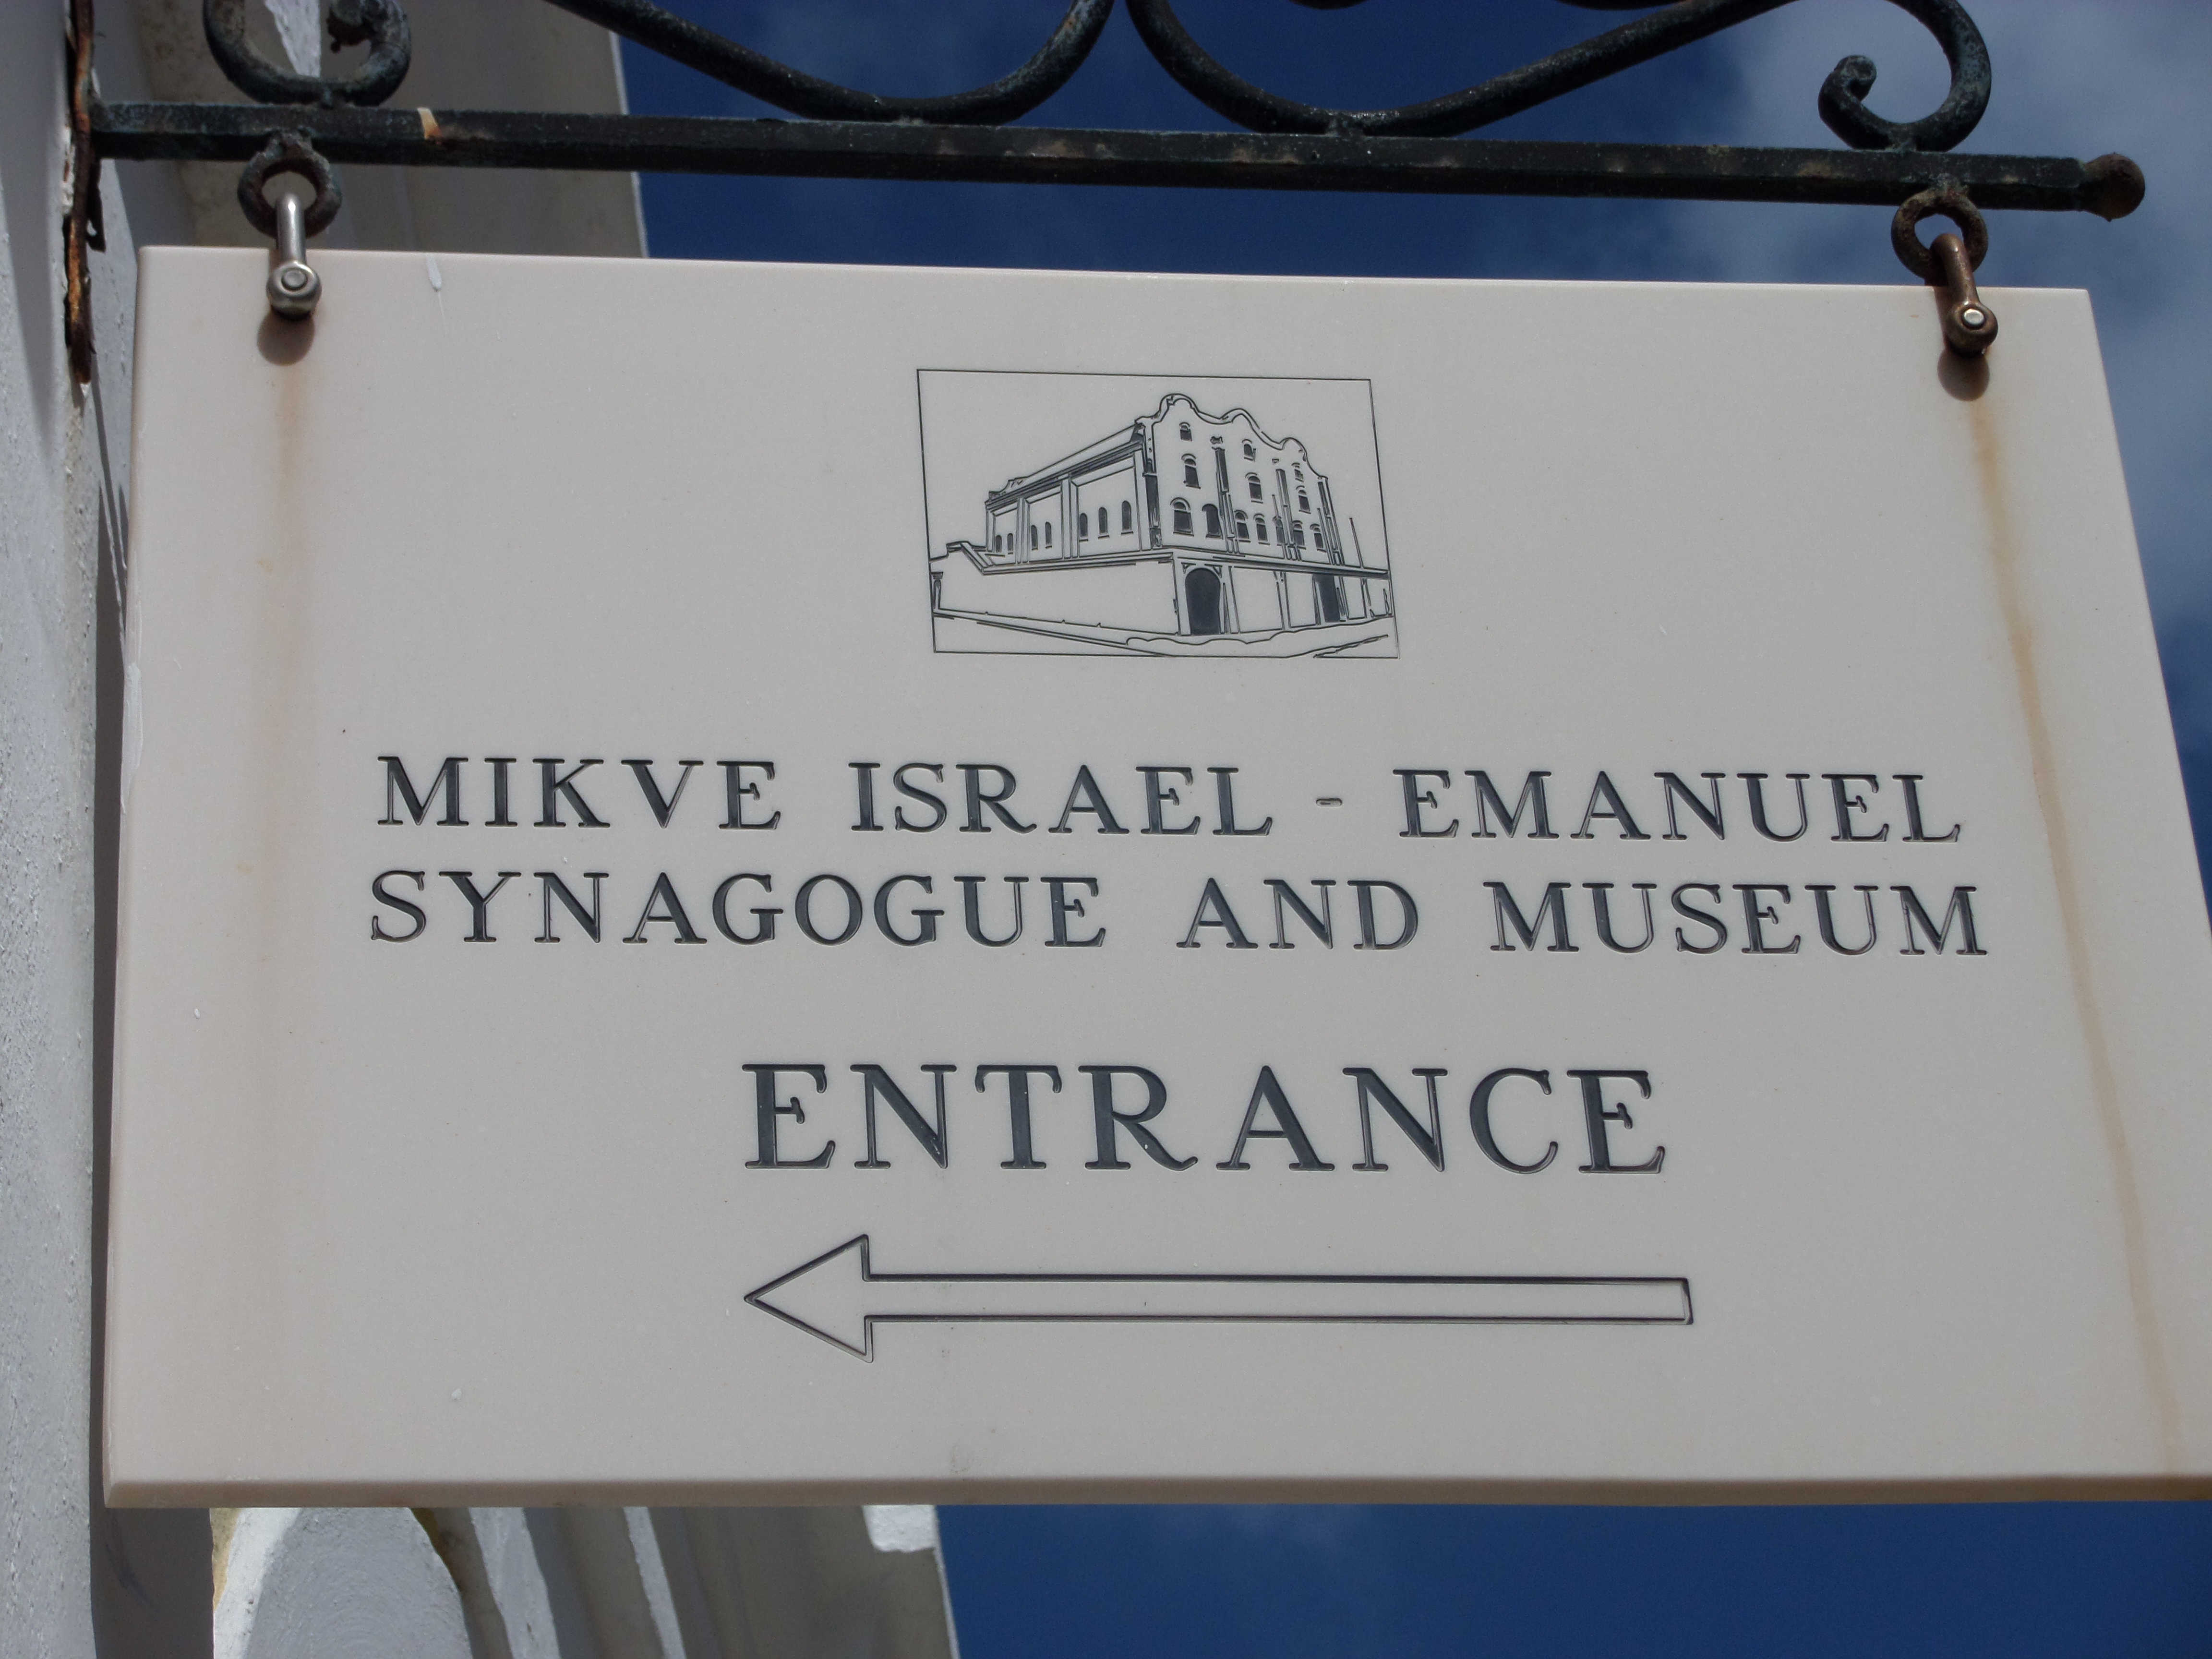 MIKVE ISRAEL - EMANUEL
SYNAGOGUE AND MUSEUM
ENTRANCE